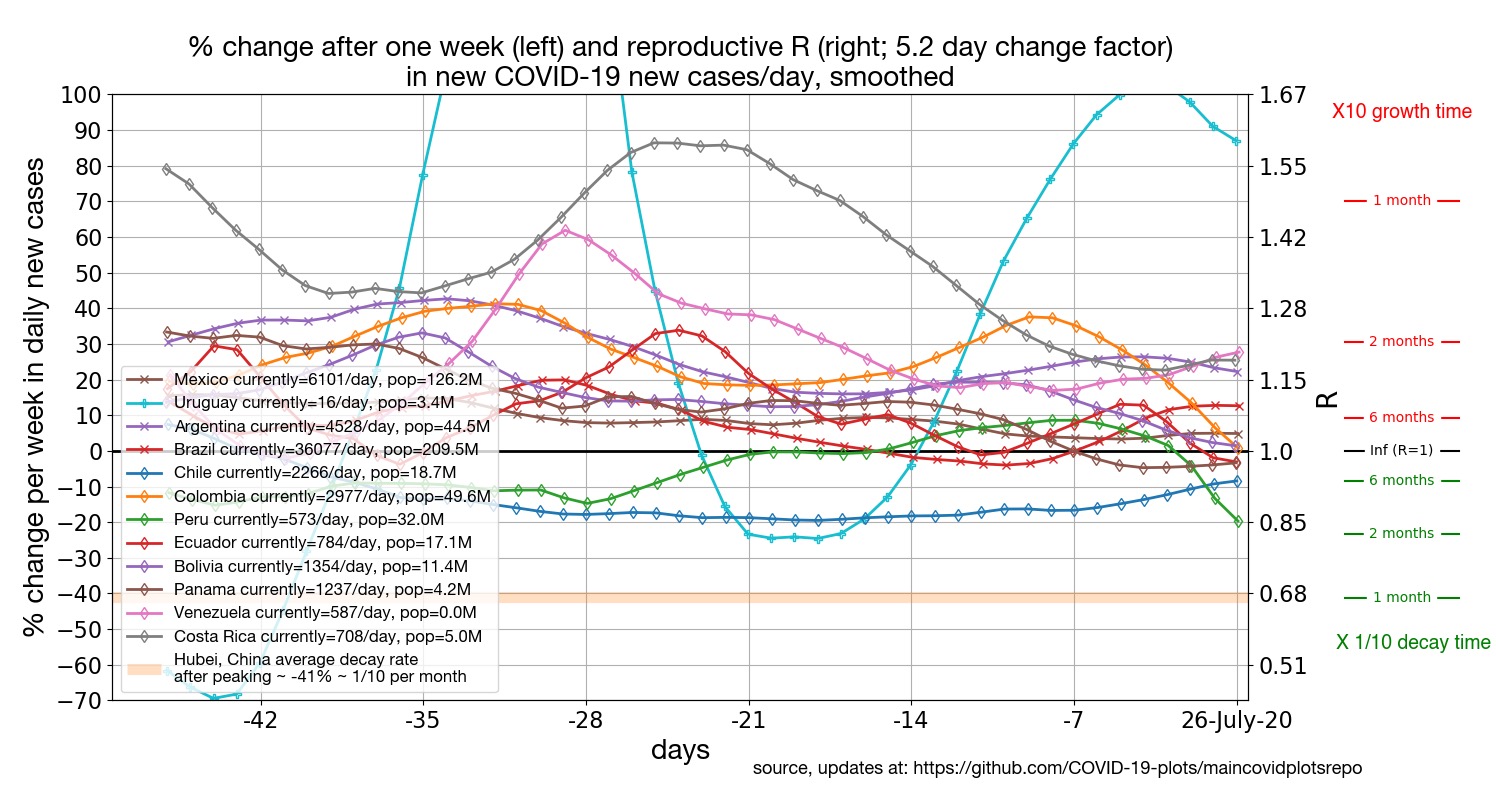 % change after one week (left) and reproductive R (right; 5.2 day change factor)
in new COVID-19 new cases/day, smoothed
% change per week in daily new cases
100
90
80
70
60
50
40
30
20
10
0
−10
−20
−30
−40
−50
−60
−70
Mexico currently=6101/day, pop=126.2M
Uruguay currently=16/day, pop=3.4M
Argentina currently=4528/day, pop=44.5M
Brazil currently=36077/day, pop=209.5M
Chile currently=2266/day, pop=18.7M
Colombia currently=2977/day, pop=49.6M
Peru currently=573/day, pop=32.0M
Ecuador currently=784/day, pop=17.1M
Bolivia currently=1354/day, pop=11.4M
Panama currently=1237/day, pop=4.2M
Venezuela currently=587/day, pop=0.0M
Costa Rica currently=708/day, pop=5.0M
Hubei, China average decay rate
after peaking ~ -41% ~ 1/10 per month
-42
-35
-28
-21
-14
-7
26-July-20
days
1.67
1.55
1.42
1.28
1.15
1.0
0.85
0.68
0.51
R
X10 growth time
1 month
2 months
6 months
Inf (R=1)
6 months
2 months
1 month
X 1/10 decay time
source, updates at: https://github.com/COVID-19-plots/maincovidplotsrepo